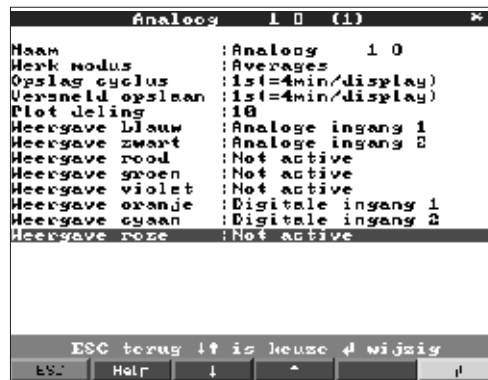 Analoog 1 0 (1) *
Naam :Analoog 1 0
Werk modus :Averages
Opslag cyclus :1s(=4min/display)
Versneld opslaan :1s(=4min/display)
Plot deling :10
Weergave blauw :Analoge ingang 1
Weergave zwart :Analoge ingang 2
Weergave rood :Not active
Weergave groen :Not active
Weergave violet :Not active
Weergave oranje :Digitale ingang 1
Weergave cyaan :Digitale ingang 2
Weergave roze :Not active
ESC terug ↓↑ is keuze ↲ wijzig
ESC Help ↓ ↑ ↲